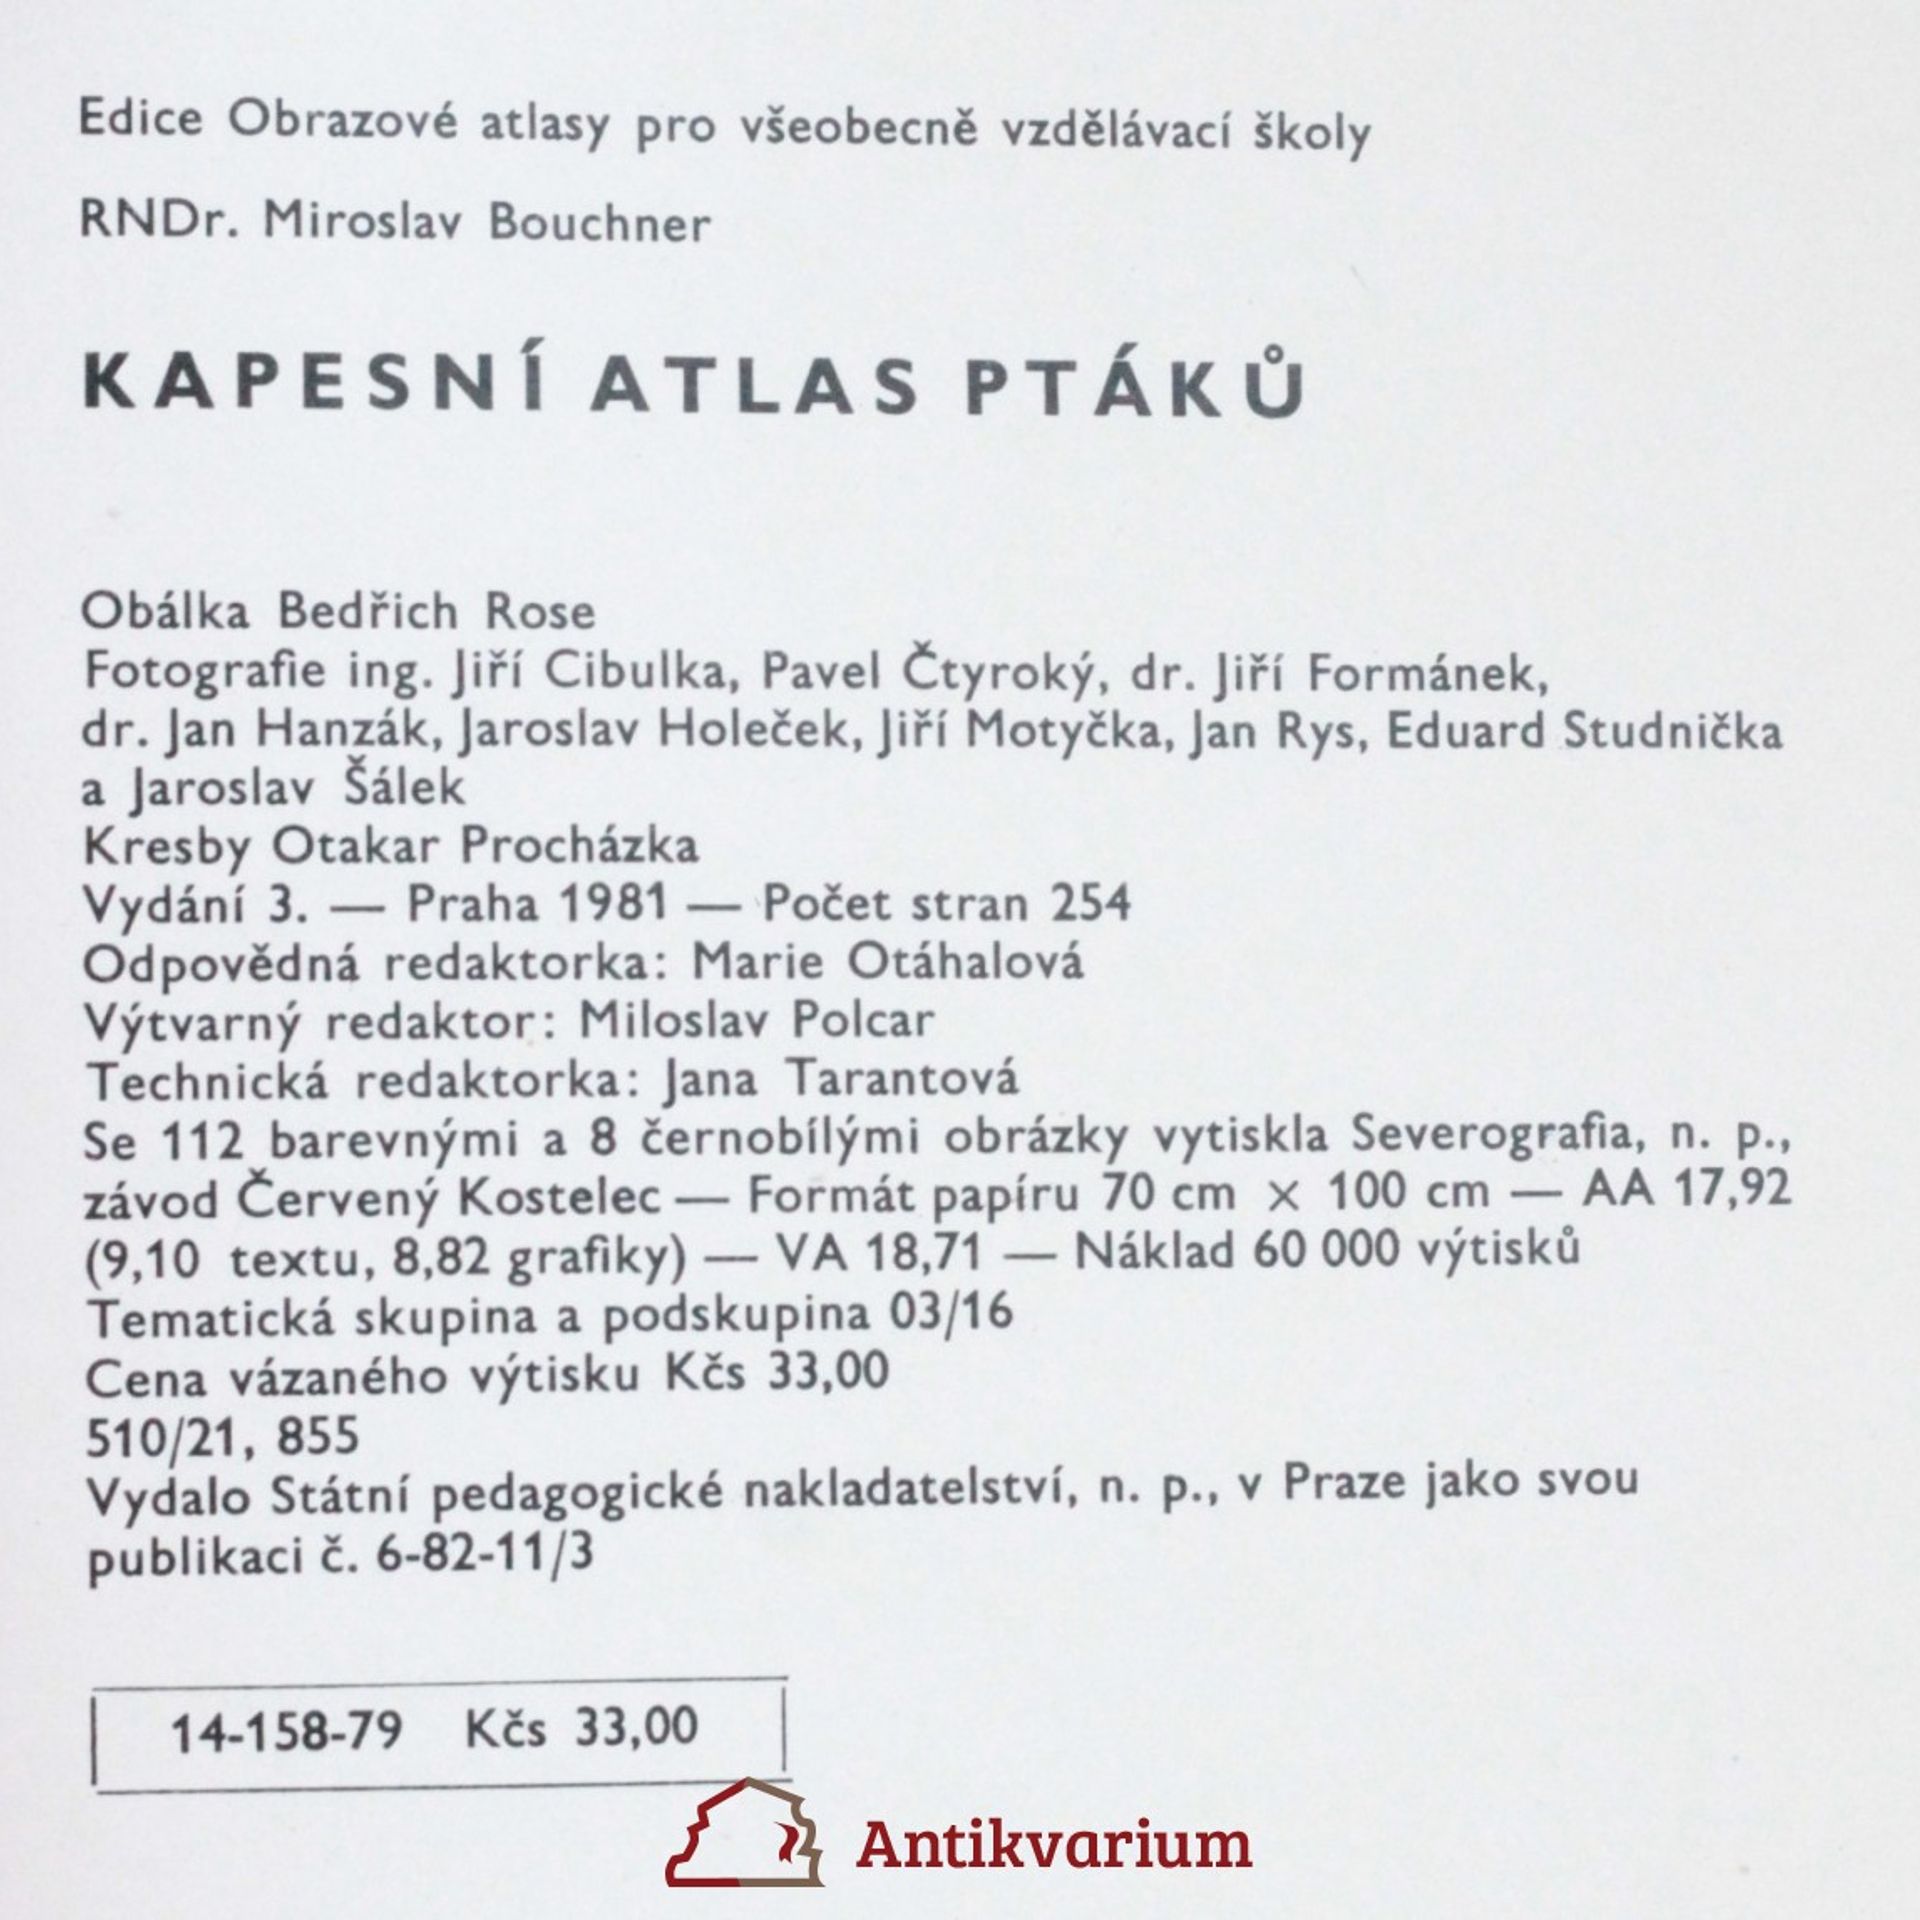 Edice Obrazové atlasy pro všeobecně vzdělávací školy
RNDr. Miroslav Bouchner
KAPESNÍ ATLAS PTÁKŮ
Obálka Bedřich Rose
Fotografie ing. Jiří Cibulka, Pavel Čtyroký, dr. Jiří Formánek,
dr. Jan Hanzák, Jaroslav Holeček, Jiří Motyčka, Jan Rys, Eduard Studnička
a Jaroslav Šálek
Kresby Otakar Procházka
Vydání 3. — Praha 1981 — Počet stran 254
Odpovědná redaktorka: Marie Otáhalová
Výtvarný redaktor: Miloslav Polcar
Technická redaktorka: Jana Tarantová
Se 112 barevnými a 8 černobílými obrázky vytiskla Severografia, n. p.,
závod Červený Kostelec — Formát papíru 70 cm × 100 cm — AA 17,92
(9,10 textu, 8,82 grafiky) — VA 18,71 — Náklad 60 000 výtisků
Tematická skupina a podskupina 03/16
Cena vázaného výtisku Kčs 33,00
510/21, 855
Vydalo Státní pedagogické nakladatelství, n. p., v Praze jako svou
publikaci č. 6-82-11/3
14-158-79 Kčs 33,00
Antikvarium